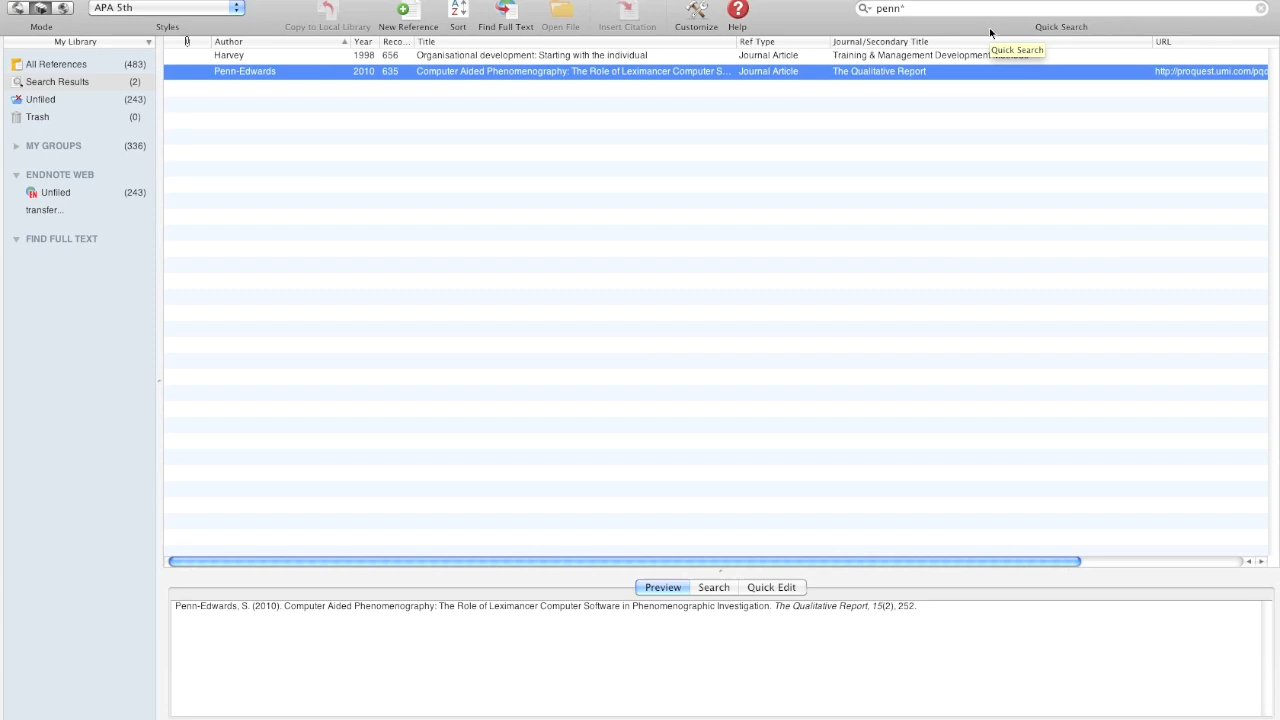 APA 5th
penn^
Mode
Styles
Copy to Local Library
New Reference
Sort
Find Full Text
Open File
Insert Citation
Customize
Help
Quick Search
My Library
Author
Year
Reco...
Title
Ref Type
Journal/Secondary Title
URL
Harvey 1998 656 Organisational development: Starting with the individual Journal Article Training & Management Development
Quick Search
Penn-Edwards 2010 635 Computer Aided Phenomenography: The Role of Leximancer Computer S... Journal Article The Qualitative Report http://proquest.umi.com/pqd
All References (483)
Search Results (2)
Unfiled (243)
Trash (0)
MY GROUPS (336)
ENDNOTE WEB
EN Unfiled (243)
transfer...
FIND FULL TEXT
Preview Search Quick Edit
Penn-Edwards, S. (2010). Computer Aided Phenomenography: The Role of Leximancer Computer Software in Phenomenographic Investigation. The Qualitative Report, 15(2), 252.